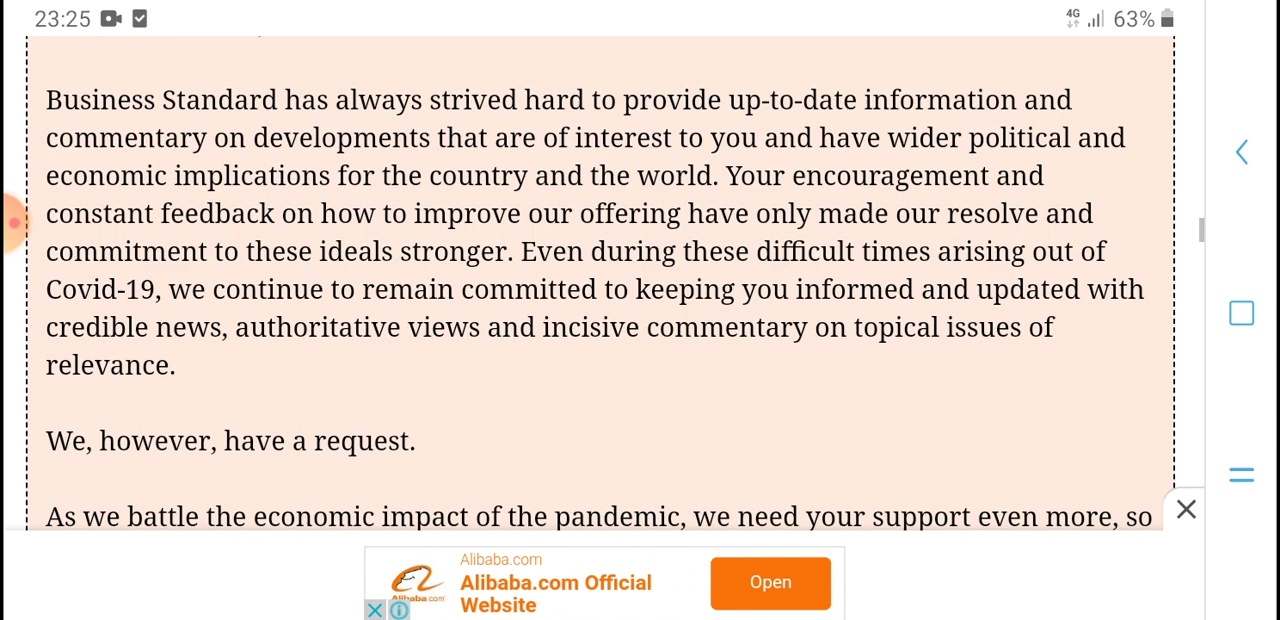 23:25
4G 63%
Business Standard has always strived hard to provide up-to-date information and
commentary on developments that are of interest to you and have wider political and
economic implications for the country and the world. Your encouragement and
constant feedback on how to improve our offering have only made our resolve and
commitment to these ideals stronger. Even during these difficult times arising out of
Covid-19, we continue to remain committed to keeping you informed and updated with
credible news, authoritative views and incisive commentary on topical issues of
relevance.
We, however, have a request.
As we battle the economic impact of the pandemic, we need your support even more, so
Alibaba.com
Alibaba.com Official
Website
Alibaba.com
Open